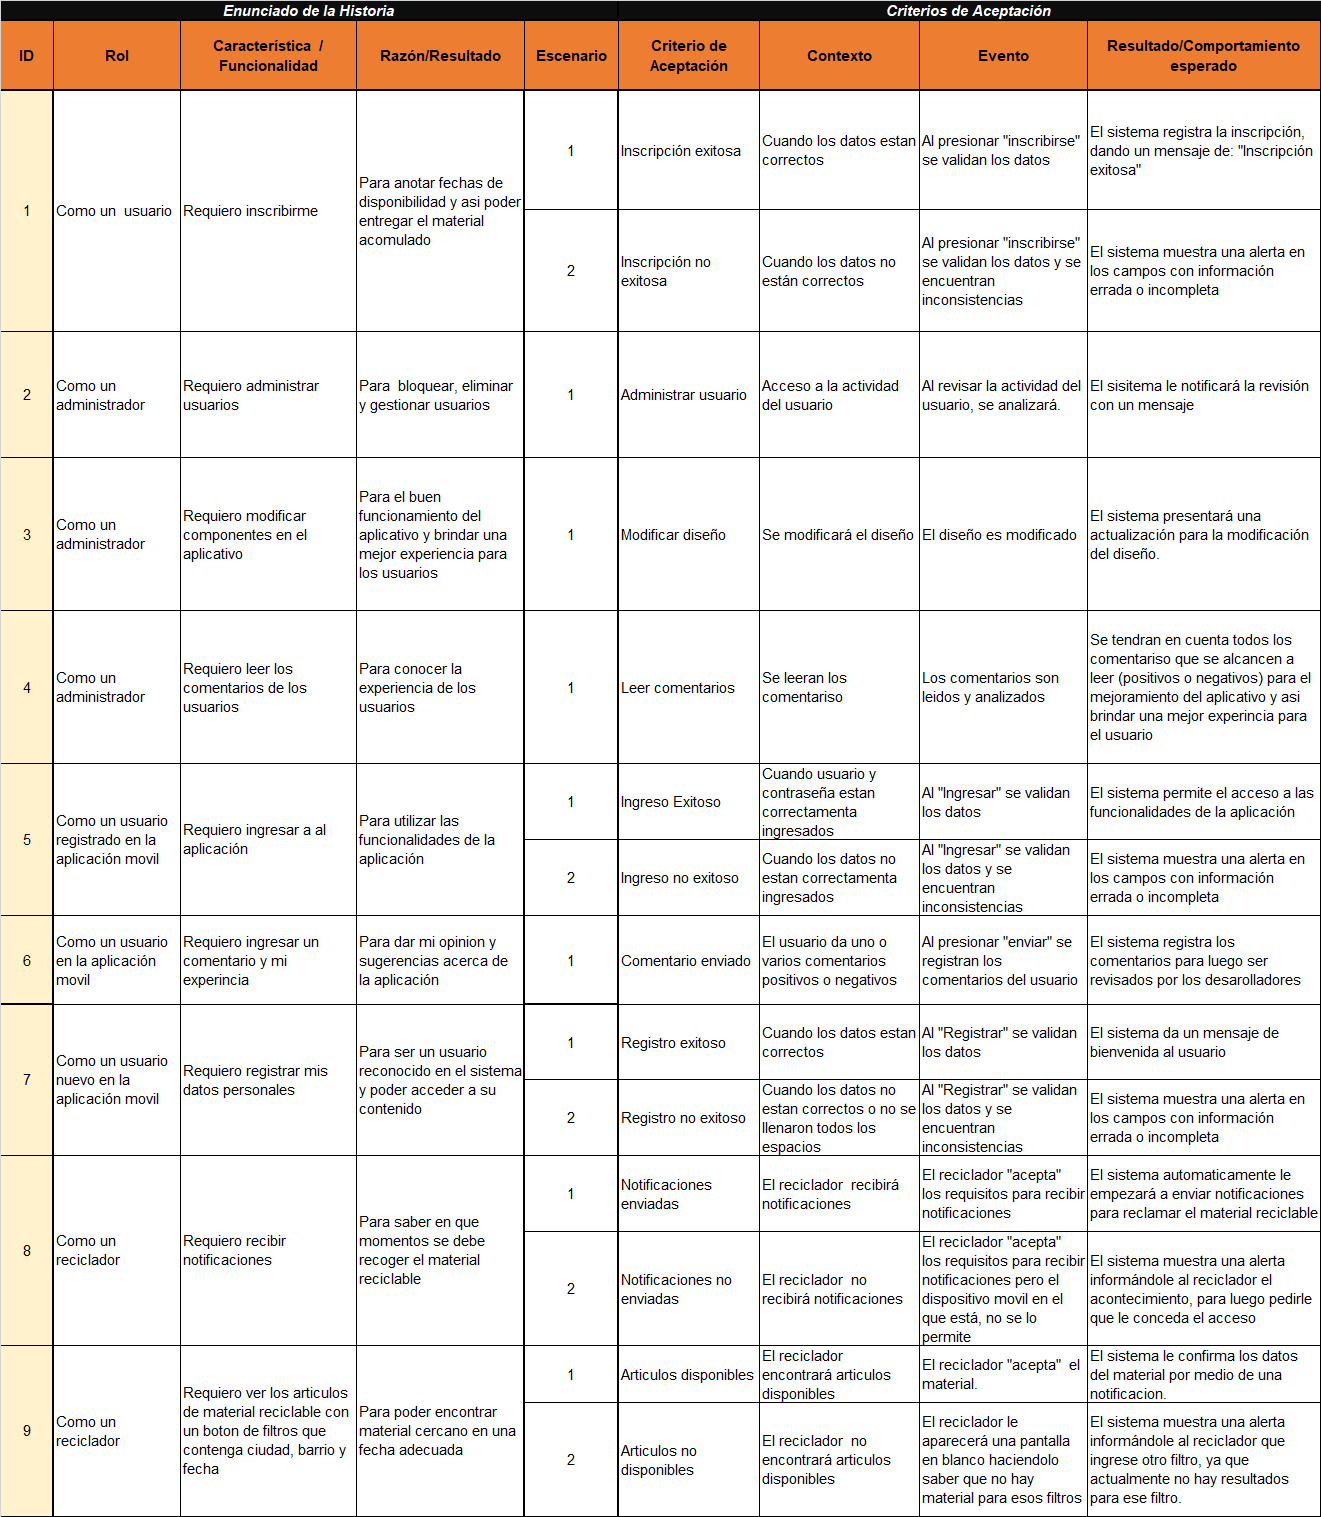 Enunciado de la Historia
Criterios de Aceptación
ID
Rol
Característica /
Funcionalidad
Razón/Resultado
Escenario
Criterio de
Aceptación
Contexto
Evento
Resultado/Comportamiento
esperado
1
Como un usuario
Requiero inscribirme
Para anotar fechas de
disponibilidad y asi poder
entregar el material
acomulado
1
Inscripción exitosa
Cuando los datos estan
correctos
Al presionar "inscribirse"
se validan los datos
El sistema registra la inscripción,
dando un mensaje de: "Inscripción
exitosa"
2
Inscripción no
exitosa
Cuando los datos no
están correctos
Al presionar "inscribirse"
se validan los datos y se
encuentran
inconsistencias
El sistema muestra una alerta en
los campos con información
errada o incompleta
2
Como un
administrador
Requiero administrar
usuarios
Para bloquear, eliminar
y gestionar usuarios
1
Administrar usuario
Acceso a la actividad
del usuario
Al revisar la actividad del
usuario, se analizará.
El sisitema le notificará la revisión
con un mensaje
3
Como un
administrador
Requiero modificar
componentes en el
aplicativo
Para el buen
funcionamiento del
aplicativo y brindar una
mejor experiencia para
los usuarios
1
Modificar diseño
Se modificará el diseño
El diseño es modificado
El sistema presentará una
actualización para la modificación
del diseño.
4
Como un
administrador
Requiero leer los
comentarios de los
usuarios
Para conocer la
experiencia de los
usuarios
1
Leer comentarios
Se leeran los
comentariso
Los comentarios son
leidos y analizados
Se tendran en cuenta todos los
comentariso que se alcancen a
leer (positivos o negativos) para el
mejoramiento del aplicativo y asi
brindar una mejor experincia para
el usuario
5
Como un usuario
registrado en la
aplicación movil
Requiero ingresar a al
aplicación
Para utilizar las
funcionalidades de la
aplicación
1
Ingreso Exitoso
Cuando usuario y
contraseña estan
correctamenta
ingresados
Al "Ingresar" se validan
los datos
El sistema permite el acceso a las
funcionalidades de la aplicación
2
Ingreso no exitoso
Cuando los datos no
estan correctamenta
ingresados
Al "Ingresar" se validan
los datos y se
encuentran
inconsistencias
El sistema muestra una alerta en
los campos con información
errada o incompleta
6
Como un usuario
en la aplicación
movil
Requiero ingresar un
comentario y mi
experincia
Para dar mi opinion y
sugerencias acerca de
la aplicación
1
Comentario enviado
El usuario da uno o
varios comentarios
positivos o negativos
Al presionar "enviar" se
registran los
comentarios del usuario
El sistema registra los
comentarios para luego ser
revisados por los desarolladores
7
Como un usuario
nuevo en la
aplicación movil
Requiero registrar mis
datos personales
Para ser un usuario
reconocido en el sistema
y poder acceder a su
contenido
1
Registro exitoso
Cuando los datos estan
correctos
Al "Registrar" se validan
los datos
El sistema da un mensaje de
bienvenida al usuario
2
Registro no exitoso
Cuando los datos no
estan correctos o no se
llenaron todos los
espacios
Al "Registrar" se validan
los datos y se
encuentran
inconsistencias
El sistema muestra una alerta en
los campos con información
errada o incompleta
8
Como un
reciclador
Requiero recibir
notificaciones
Para saber en que
momentos se debe
recoger el material
reciclable
1
Notificaciones
enviadas
El reciclador recibirá
notificaciones
El reciclador "acepta"
los requisitos para recibir
notificaciones
El sistema automaticamente le
empezará a enviar notificaciones
para reclamar el material reciclable
2
Notificaciones no
enviadas
El reciclador no
recibirá notificaciones
El reciclador "acepta"
los requisitos para recibir
notificaciones pero el
dispositivo movil en el
que está, no se lo
permite
El sistema muestra una alerta
informándole al reciclador el
acontecimiento, para luego pedirle
que le conceda el acceso
9
Como un
reciclador
Requiero ver los articulos
de material reciclable con
un boton de filtros que
contenga ciudad, barrio y
fecha
Para poder encontrar
material cercano en una
fecha adecuada
1
Articulos disponibles
El reciclador
encontrará articulos
disponibles
El reciclador "acepta" el
material.
El sistema le confirma los datos
del material por medio de una
notificacion.
2
Articulos no
disponibles
El reciclador no
encontrará articulos
disponibles
El reciclador le
aparecerá una pantalla
en blanco haciendolo
saber que no hay
material para esos filtros
El sistema muestra una alerta
informándole al reciclador que
ingrese otro filtro, ya que
actualmente no hay resultados
para ese filtro.